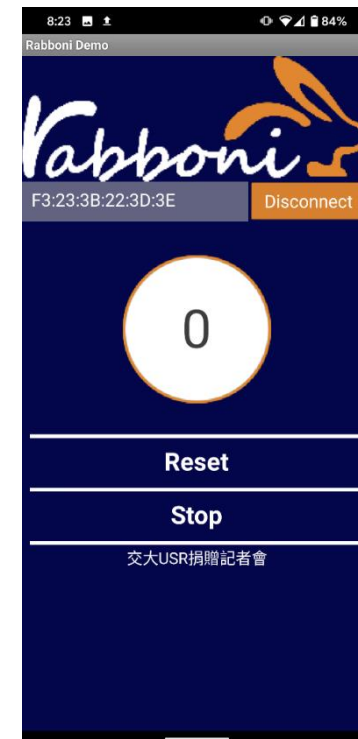 8:23 84%
Rabboni Demo
rabboni
F3:23:3B:22:3D:3E Disconnect
0
Reset
Stop
交大USR捐贈記者會